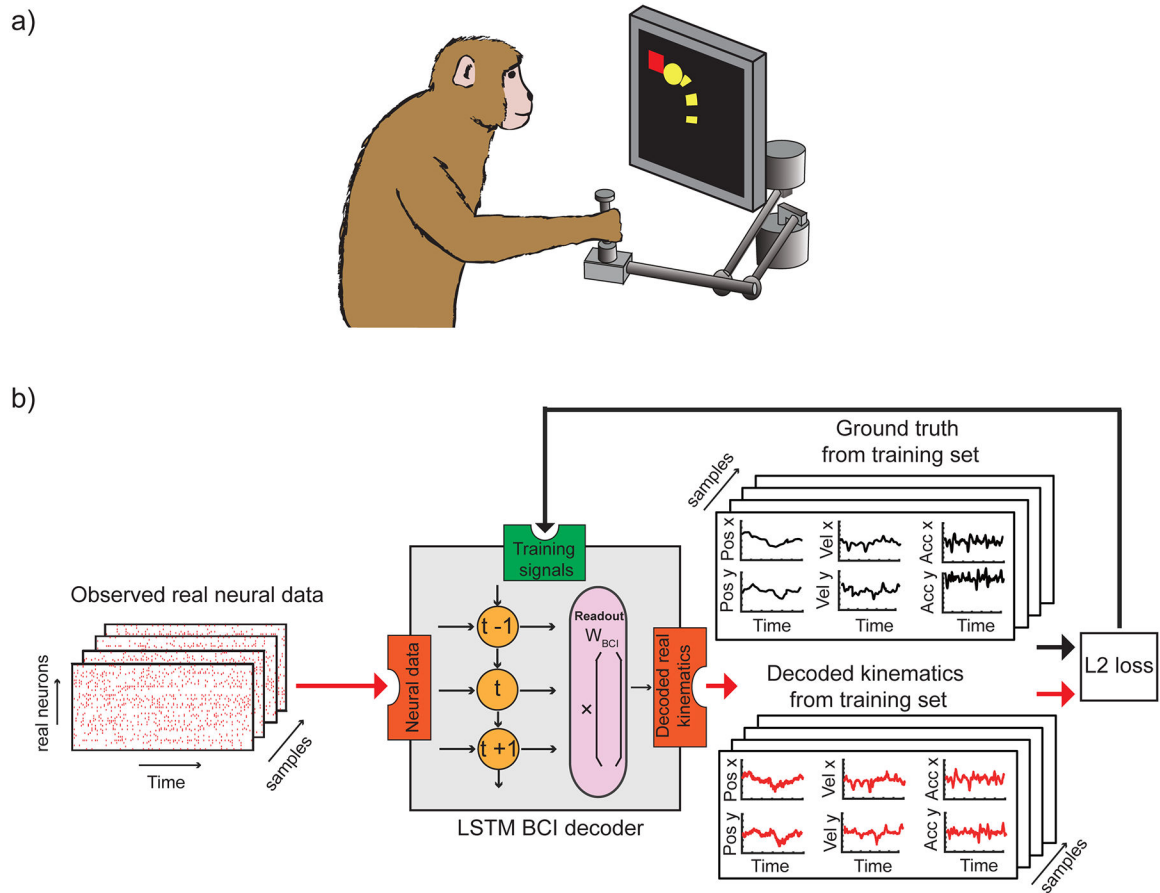 a)
b)
Ground truth
from training set
samples
Pos x
Vel x
Acc x
Pos y
Vel y
Acc y
Time
Time
Time
Training
signals
Observed real neural data
real neurons
Time
samples
Neural data
t -1
t
t +1
Readout
W BCI
×
Decoded real
kinematics
LSTM BCI decoder
L2 loss
Decoded kinematics
from training set
Pos x
Vel x
Acc x
Pos y
Vel y
Acc y
Time
Time
Time
samples